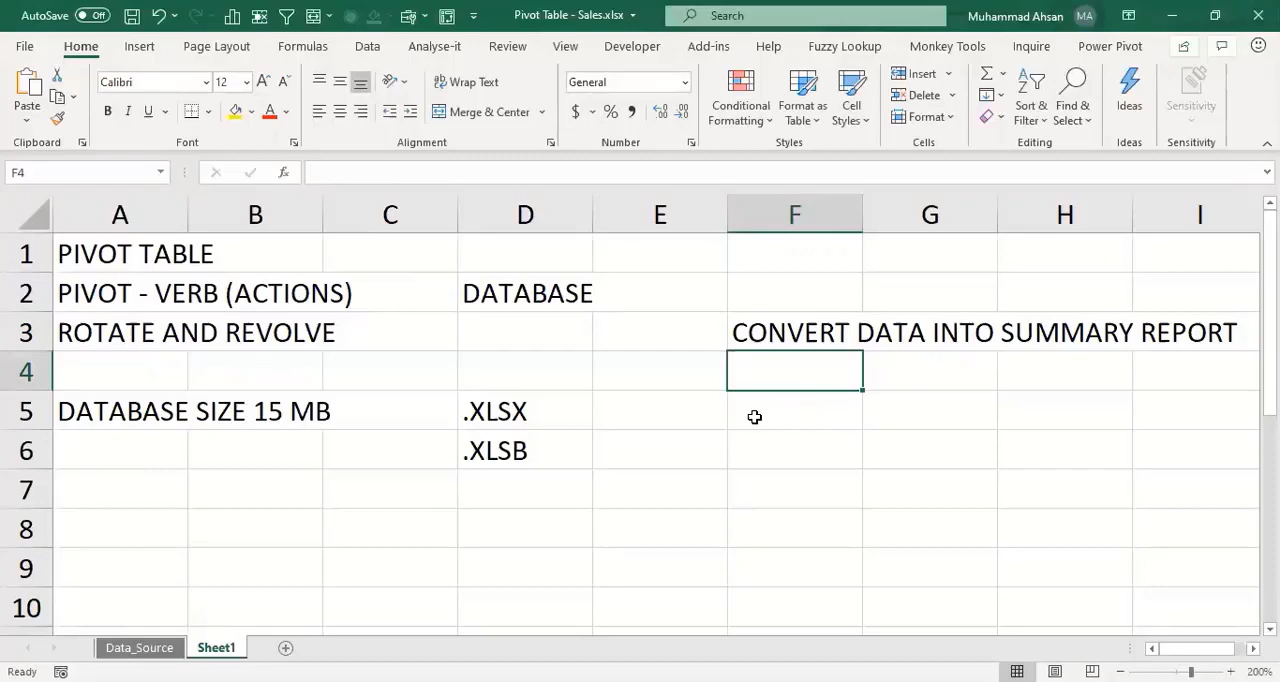 AutoSave Off Pivot Table - Sales.xlsx Search Muhammad Ahsan MA
File Home Insert Page Layout Formulas Data Analyse-it Review View Developer Add-ins Help Fuzzy Lookup Monkey Tools Inquire Power Pivot
Paste Calibri 12 Wrap Text General Conditional Formatting Format as Table Cell Styles Insert Sort & Filter Find & Select Ideas Sensitivity
B I U Merge & Center $ % , Delete
Format
Clipboard Font Alignment Number Styles Cells Editing Ideas Sensitivity
F4 fx
A B C D E F G H I
1 PIVOT TABLE
2 PIVOT - VERB (ACTIONS) DATABASE
3 ROTATE AND REVOLVE CONVERT DATA INTO SUMMARY REPORT
4
5 DATABASE SIZE 15 MB .XLSX
6 .XLSB
7
8
9
10
Data_Source Sheet1
Ready 200%